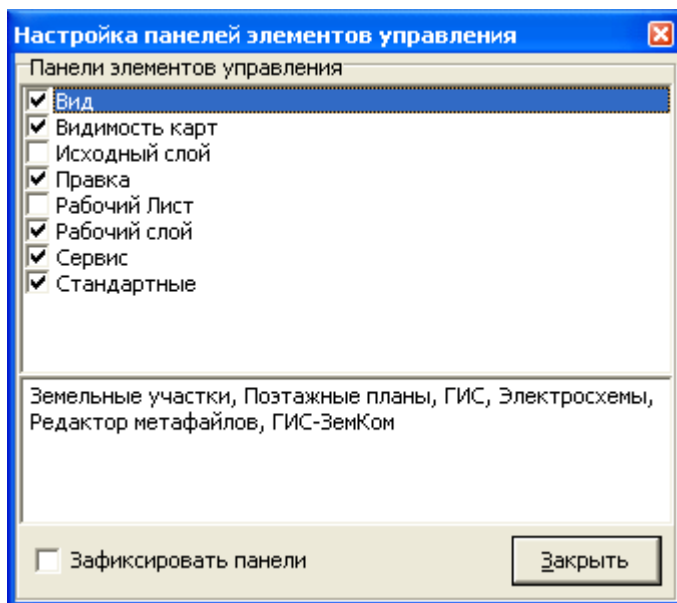 Настройка панелей элементов управления
Панели элементов управления
Вид
Видимость карт
Исходный слой
Правка
Рабочий Лист
Рабочий слой
Сервис
Стандартные
Земельные участки, Поэтажные планы, ГИС, Электросхемы,
Редактор метафайлов, ГИС-ЗемКом
Зафиксировать панели
Закрыть